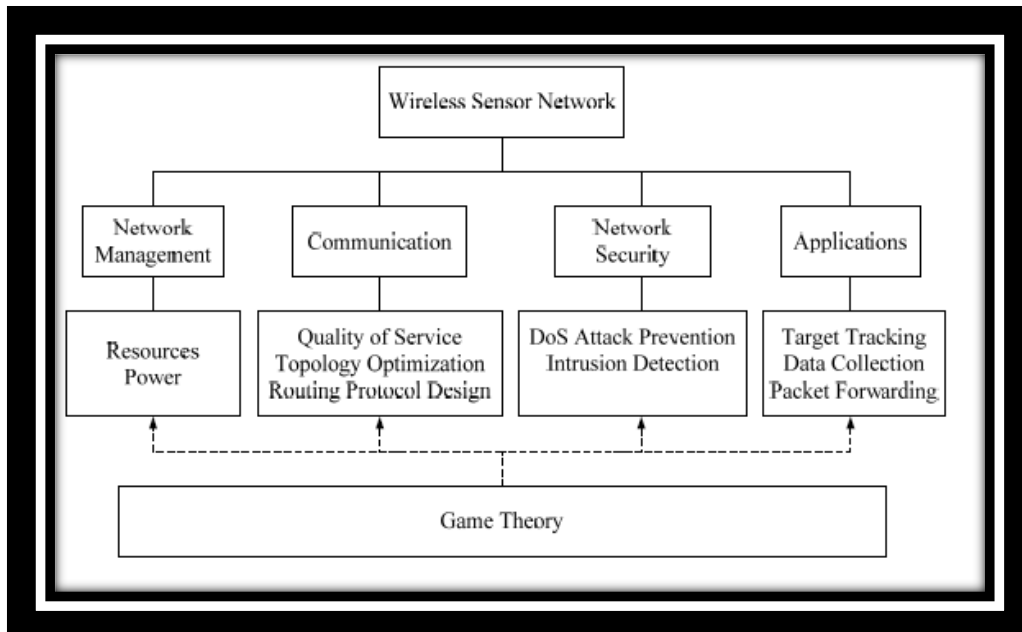 Wireless Sensor Network
Network
Management
Communication
Network
Security
Applications
Resources
Power
Quality of Service
Topology Optimization
Routing Protocol Design
DoS Attack Prevention
Intrusion Detection
Target Tracking
Data Collection
Packet Forwarding
Game Theory